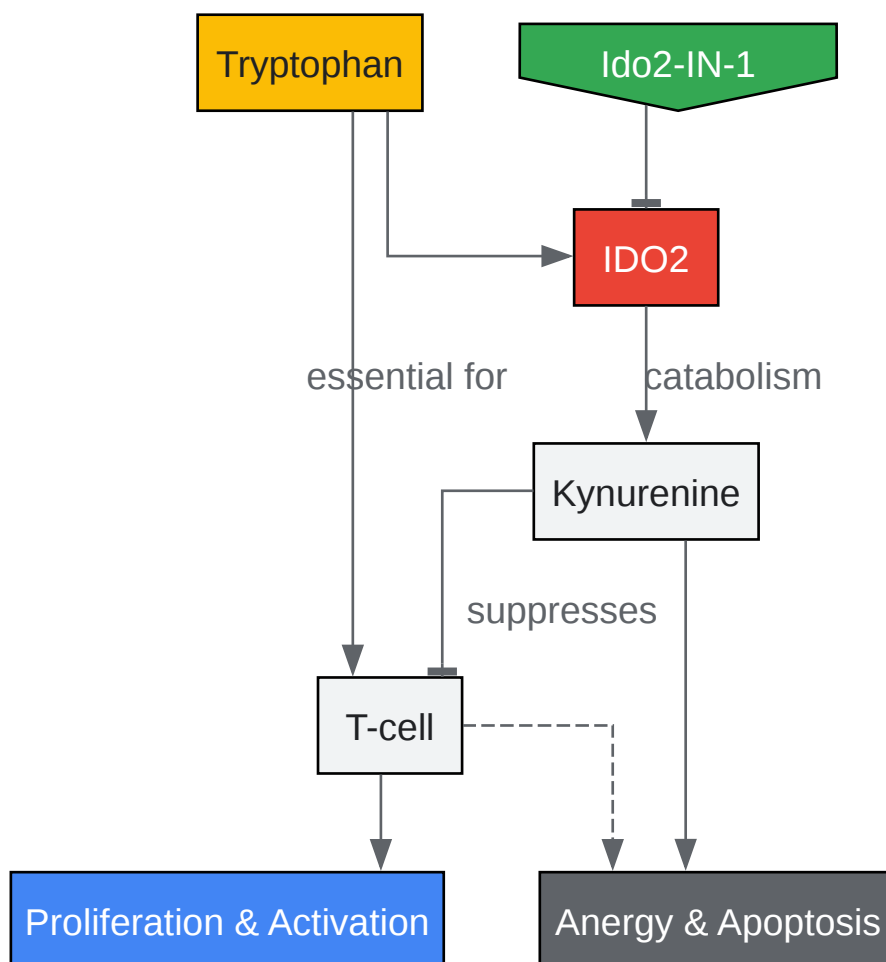 Tryptophan
Ido2-IN-1
IDO2
essential for
catabolism
Kynurenine
suppresses
T-cell
Proliferation & Activation
Anergy & Apoptosis